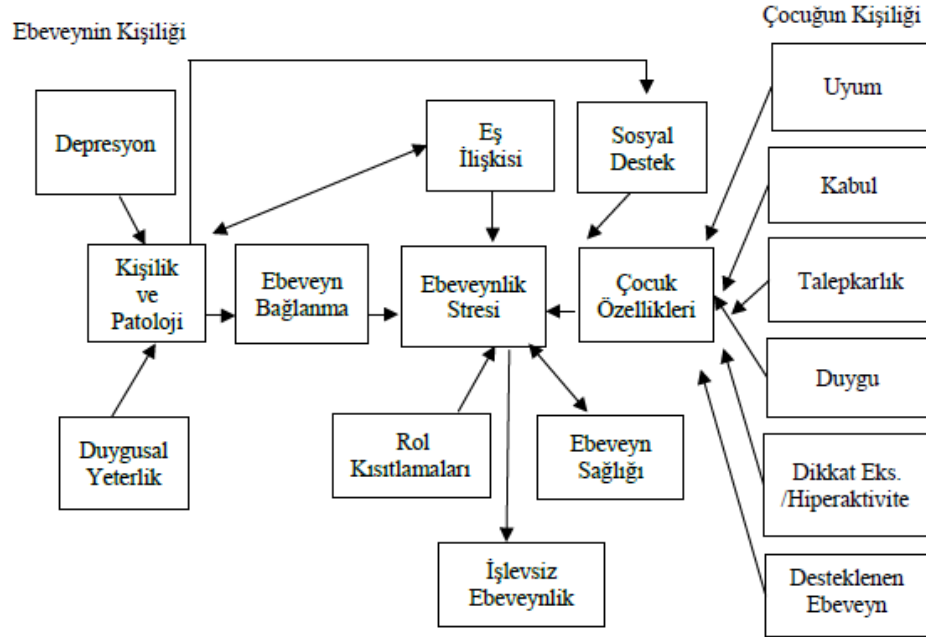 Ebeveynin Kişiliği
Çocuğun Kişiliği
Depresyon
Eş
İlişkisi
Sosyal
Destek
Uyum
Kabul
Kişilik
ve
Patoloji
Ebeveyn
Bağlanma
Ebeveynlik
Stresi
Çocuk
Özellikleri
Talepkarlık
Duygu
Duygusal
Yeterlik
Rol
Kısıtlamaları
Ebeveyn
Sağlığı
Dikkat Eks.
/Hiperaktivite
İşlevsiz
Ebeveynlik
Desteklenen
Ebeveyn